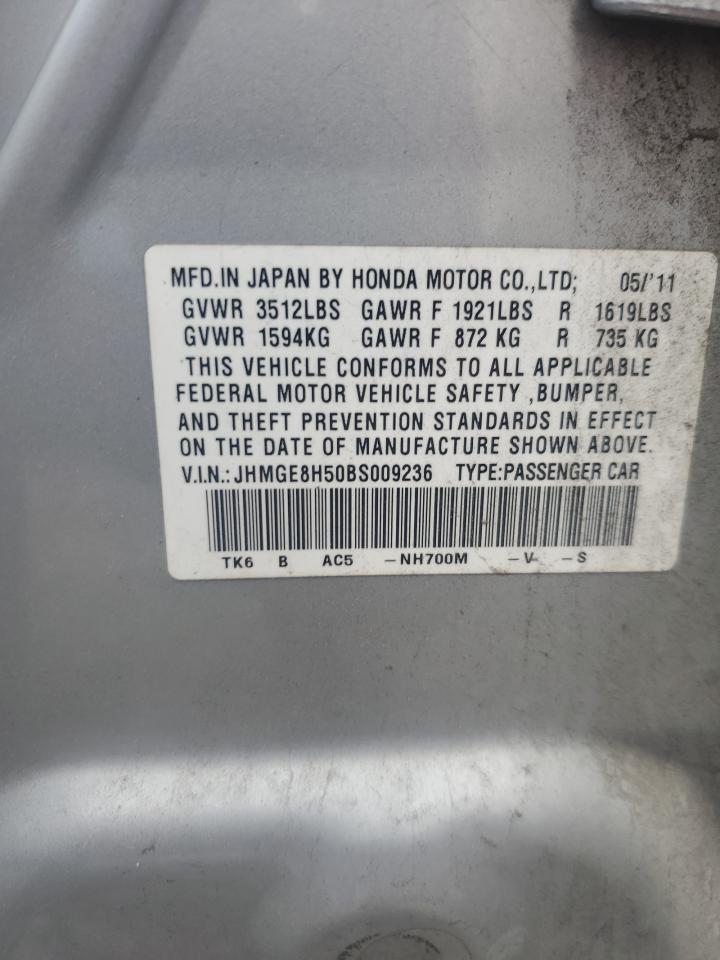 MFD.IN JAPAN BY HONDA MOTOR CO.,LTD; 05/'11
GVWR 3512LBS GAWR F 1921LBS R 1619LBS
GVWR 1594KG GAWR F 872 KG R 735 KG
THIS VEHICLE CONFORMS TO ALL APPLICABLE
FEDERAL MOTOR VEHICLE SAFETY ,BUMPER,
AND THEFT PREVENTION STANDARDS IN EFFECT
ON THE DATE OF MANUFACTURE SHOWN ABOVE.
V.I.N.:JHMGE8H50BS009236 TYPE:PASSENGER CAR
TK6 B AC5 –NH700M –V –S